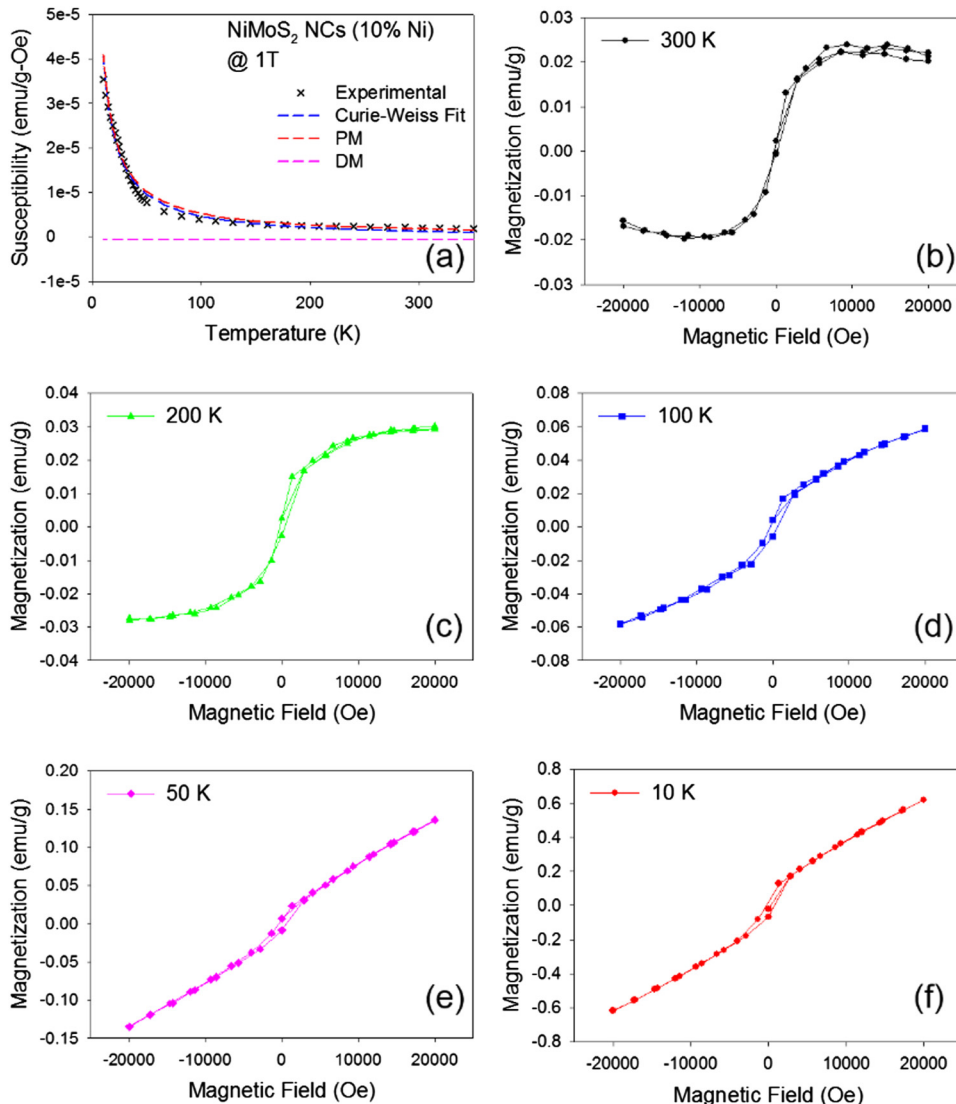 5e-5
4e-5
3e-5
2e-5
1e-5
0
-1e-5
Susceptibility (emu/g-Oe)
NiMoS₂ NCs (10% Ni)
@ 1T
Experimental
Curie-Weiss Fit
PM
DM
(a)
0 100 200 300
Temperature (K)
0.03
0.02
0.01
0.00
-0.01
-0.02
-0.03
Magnetization (emu/g)
300 K
(b)
-20000 -10000 0 10000 20000
Magnetic Field (Oe)
0.04
0.03
0.02
0.01
0.00
-0.01
-0.02
-0.03
-0.04
Magnetization (emu/g)
200 K
(c)
-20000 -10000 0 10000 20000
Magnetic Field (Oe)
0.08
0.06
0.04
0.02
0.00
-0.02
-0.04
-0.06
-0.08
Magnetization (emu/g)
100 K
(d)
-20000 -10000 0 10000 20000
Magnetic Field (Oe)
0.20
0.15
0.10
0.05
0.00
-0.05
-0.10
-0.15
Magnetization (emu/g)
50 K
(e)
-20000 -10000 0 10000 20000
Magnetic Field (Oe)
0.8
0.6
0.4
0.2
0.0
-0.2
-0.4
-0.6
-0.8
Magnetization (emu/g)
10 K
(f)
-20000 -10000 0 10000 20000
Magnetic Field (Oe)